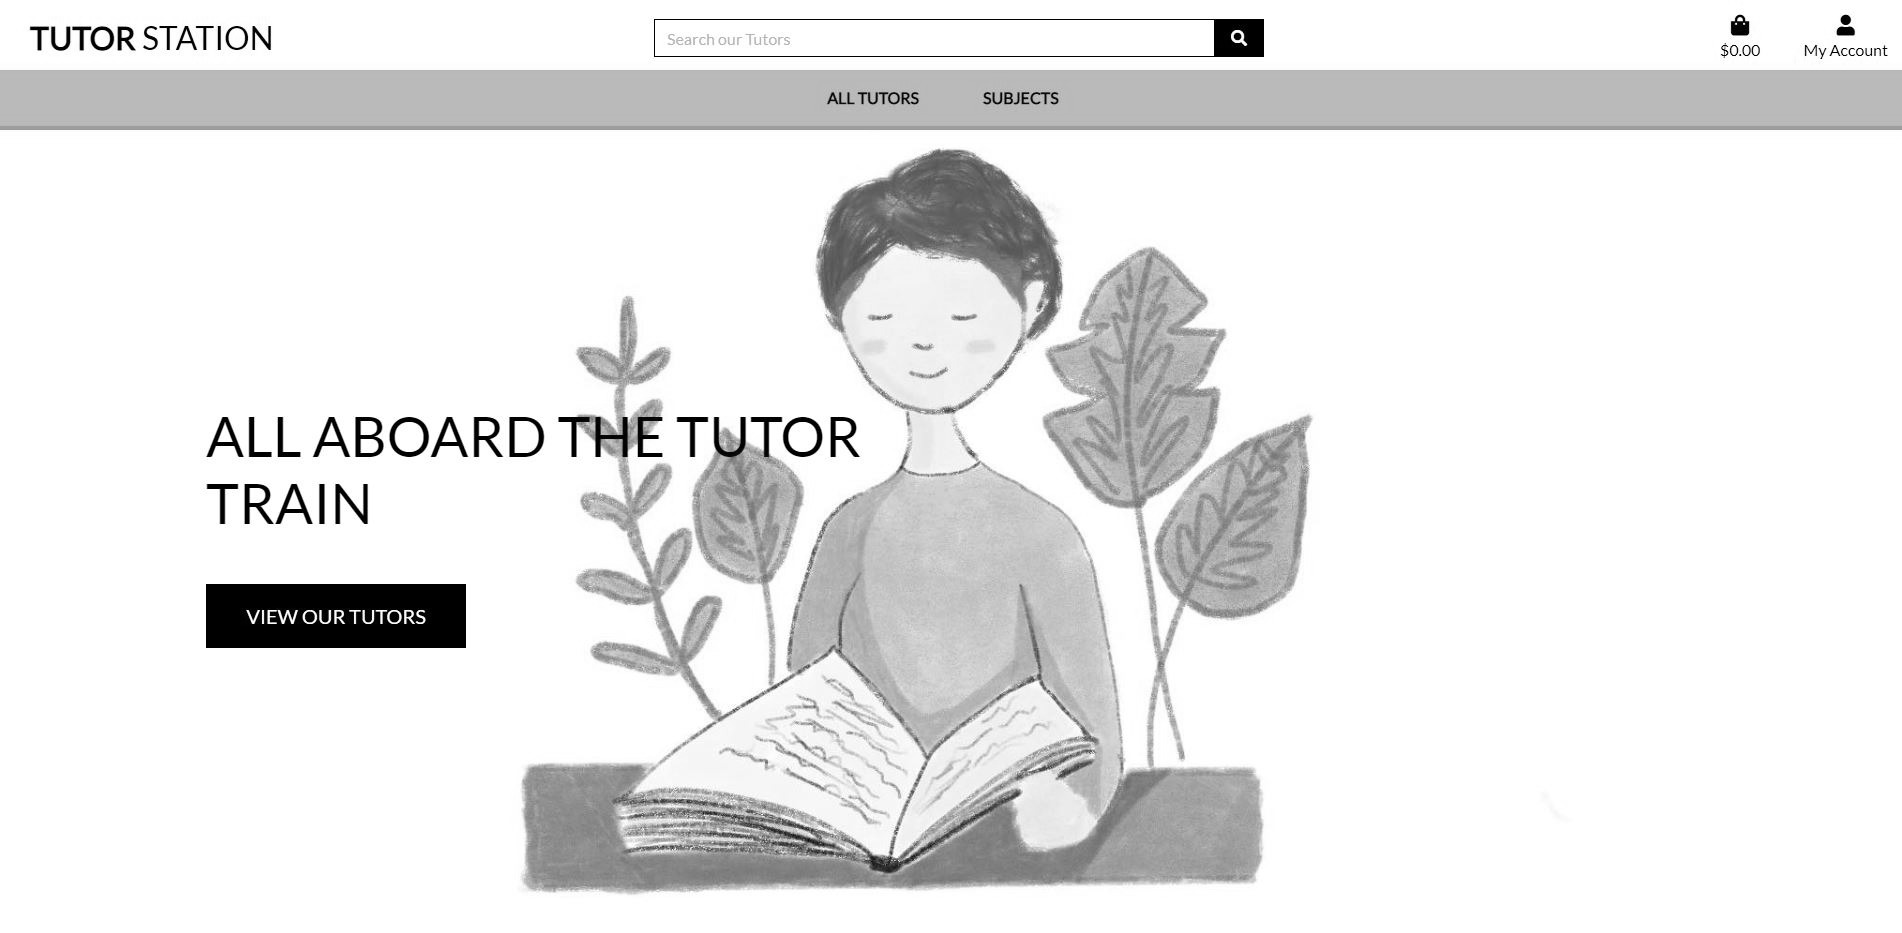 TUTOR STATION
Search our Tutors
$0.00
My Account
ALL TUTORS
SUBJECTS
ALL ABOARD THE TUTOR
TRAIN
VIEW OUR TUTORS